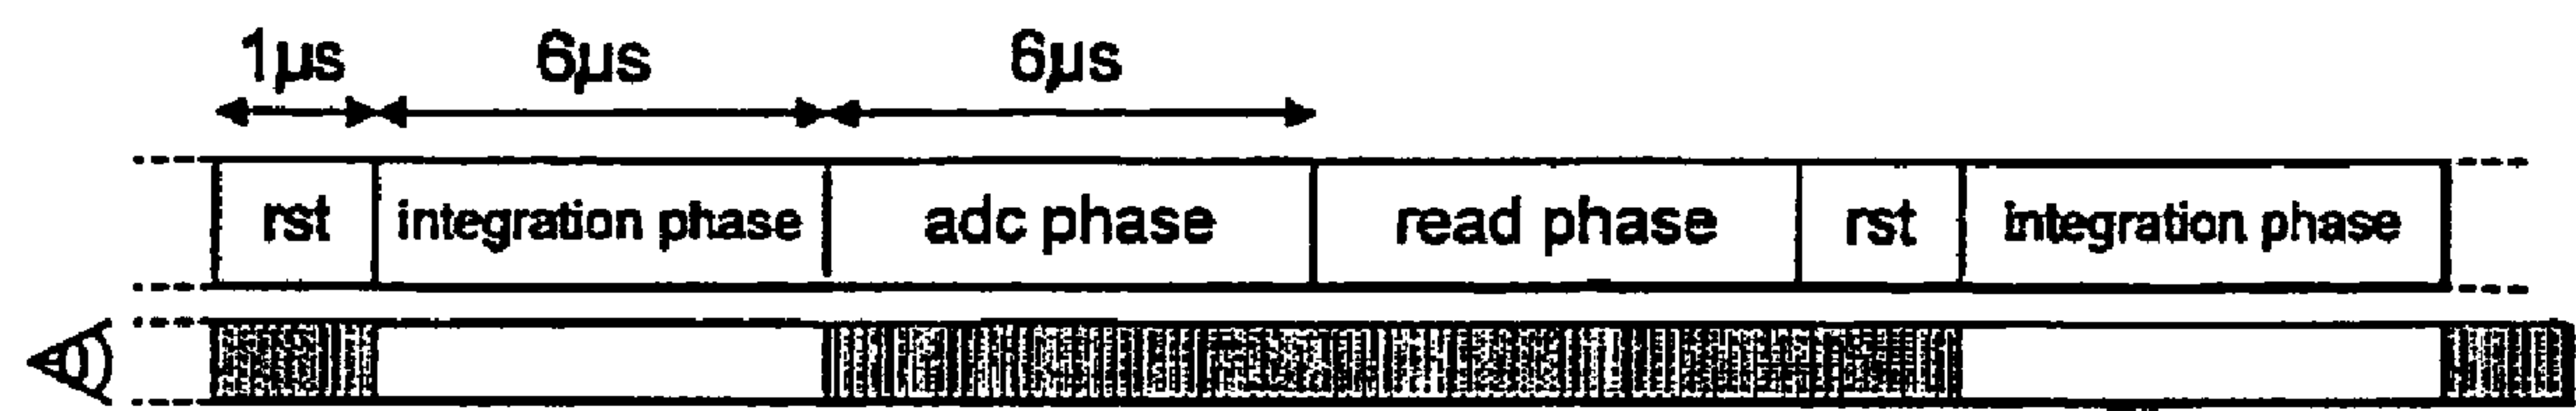 1µs 6µs 6µs
rst integration phase adc phase read phase rst integration phase